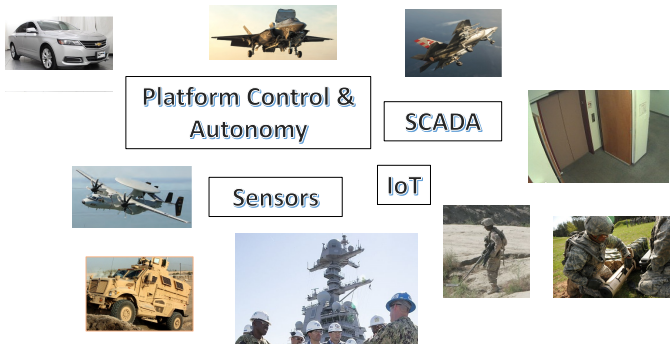 Platform Control &
Autonomy
SCADA
Sensors
IoT